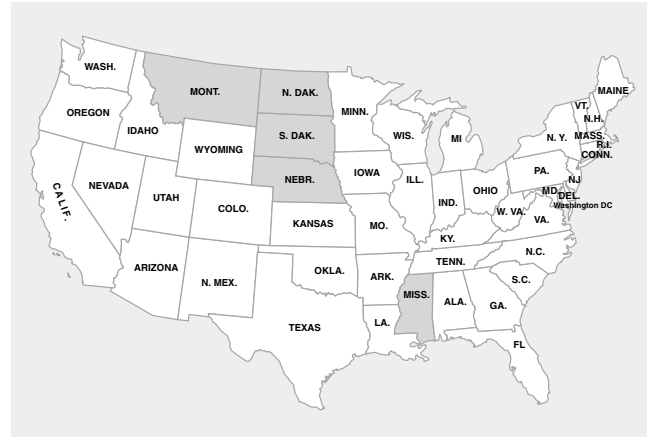 WASH.
MONT.
N. DAK.
MINN.
MAINE
VT.
OREGON
IDAHO
S. DAK.
WIS.
MI
N. Y.
N.H.
MASS.
R.I.
CONN.
WYOMING
NEBR.
IOWA
PA.
NJ
NEVADA
UTAH
COLO.
ILL.
IND.
OHIO
MD.
DEL.
Washington DC
CALIF.
KANSAS
MO.
W. VA.
VA.
KY.
ARIZONA
N. MEX.
OKLA.
ARK.
TENN.
N.C.
S.C.
MISS.
ALA.
GA.
TEXAS
LA.
FL